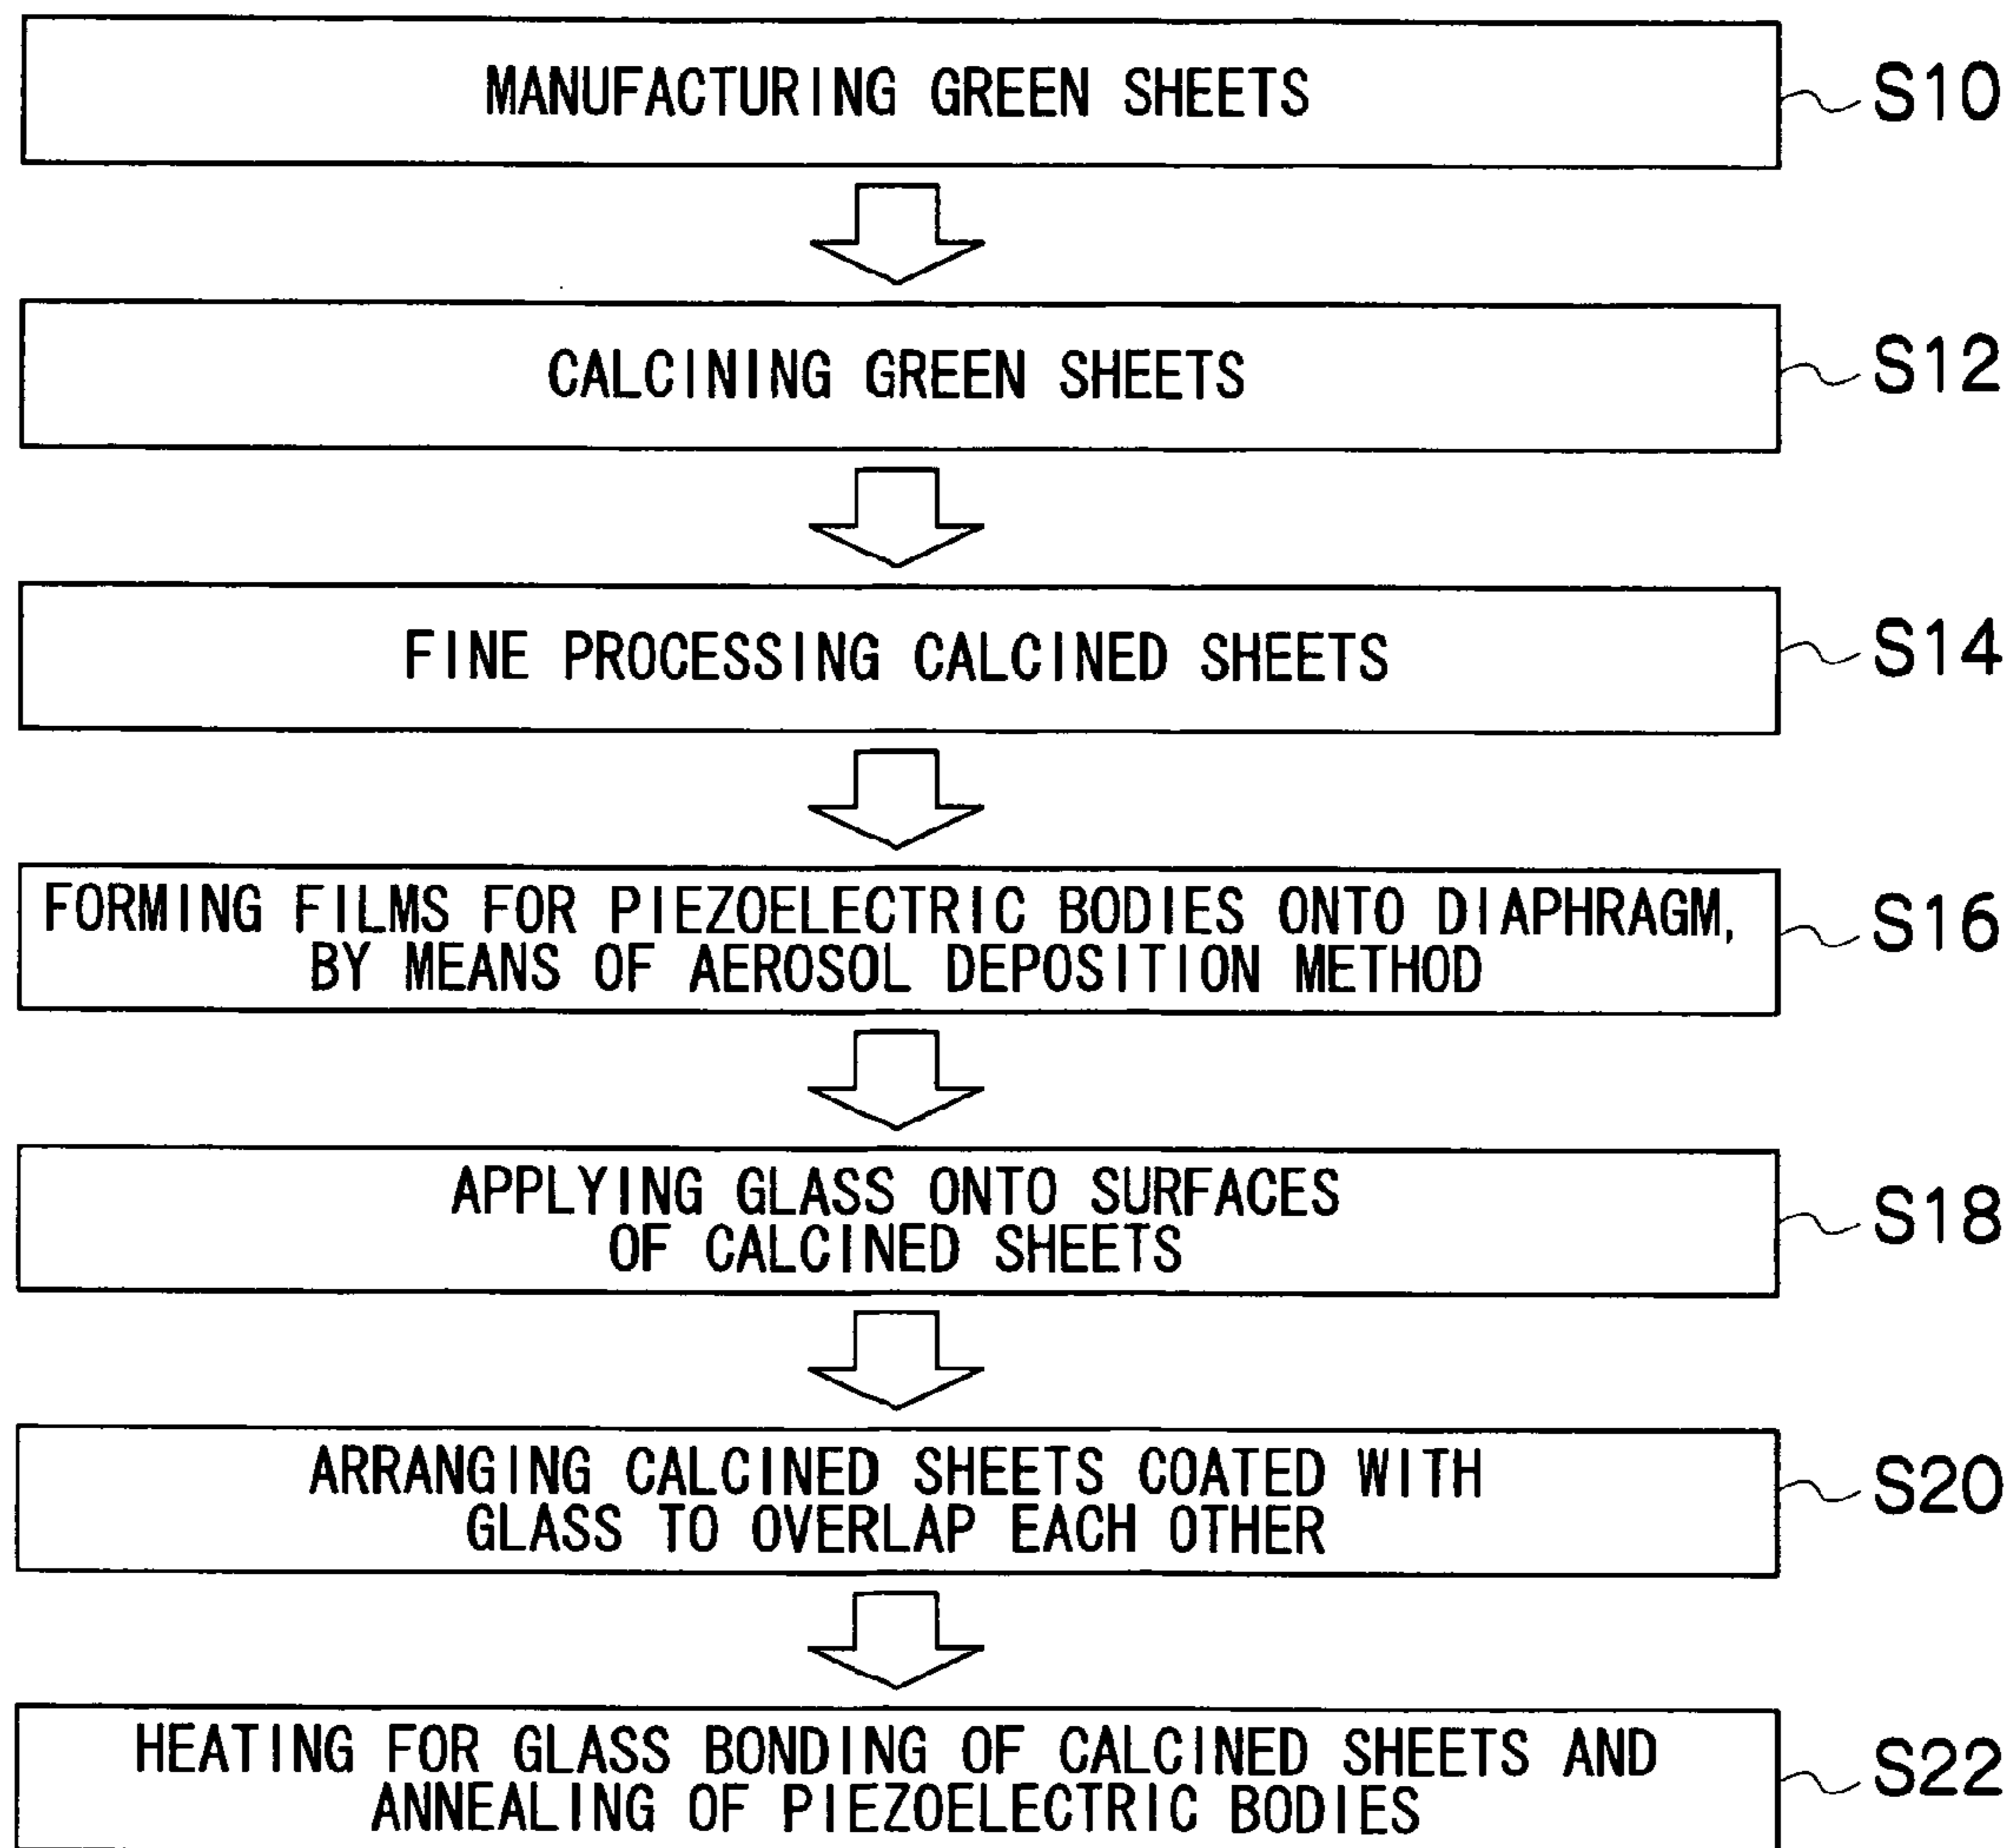 MANUFACTURING GREEN SHEETS
S10
CALCINING GREEN SHEETS
S12
FINE PROCESSING CALCINED SHEETS
S14
FORMING FILMS FOR PIEZOELECTRIC BODIES ONTO DIAPHRAGM,
BY MEANS OF AEROSOL DEPOSITION METHOD
S16
APPLYING GLASS ONTO SURFACES
OF CALCINED SHEETS
S18
ARRANGING CALCINED SHEETS COATED WITH
GLASS TO OVERLAP EACH OTHER
S20
HEATING FOR GLASS BONDING OF CALCINED SHEETS AND
ANNEALING OF PIEZOELECTRIC BODIES
S22